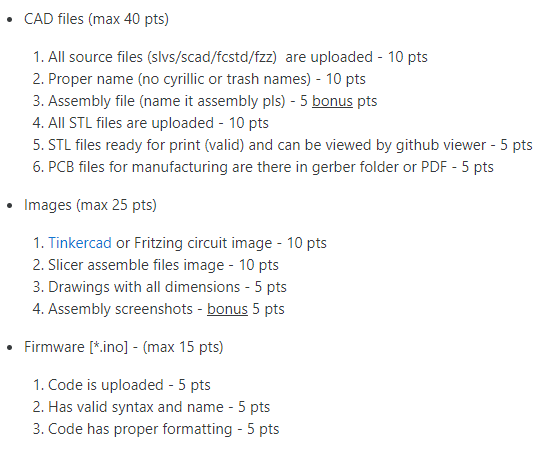 CAD files (max 40 pts)
1. All source files (slvs/scad/fcstd/fzz) are uploaded - 10 pts
2. Proper name (no cyrillic or trash names) - 10 pts
3. Assembly file (name it assembly pls) - 5 bonus pts
4. All STL files are uploaded - 10 pts
5. STL files ready for print (valid) and can be viewed by github viewer - 5 pts
6. PCB files for manufacturing are there in gerber folder or PDF - 5 pts
Images (max 25 pts)
1. Tinkercad or Fritzing circuit image - 10 pts
2. Slicer assemble files image - 10 pts
3. Drawings with all dimensions - 5 pts
4. Assembly screenshots - bonus 5 pts
Firmware [*.ino] - (max 15 pts)
1. Code is uploaded - 5 pts
2. Has valid syntax and name - 5 pts
3. Code has proper formatting - 5 pts